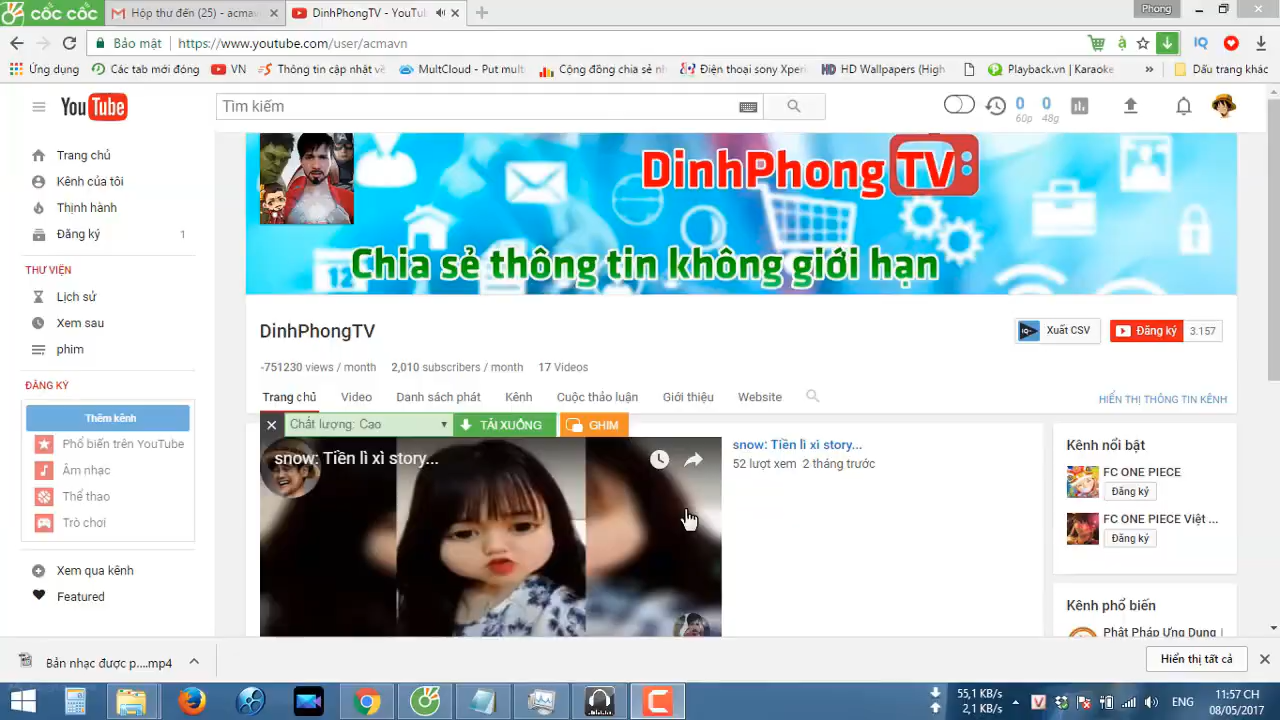 cốc cốc
Hộp thư đến (25) - acmav
DinhPhongTV - YouTu
Phong
Bảo mật
https://www.youtube.com/user/acmavn
Ứng dụng
Các tab mới đóng
VN
Thông tin cập nhật về
MultCloud - Put mult
Cộng đồng chia sẻ nh
Điện thoại sony Xperi
HD Wallpapers (High
Playback.vn | Karaoke
»
Dấu trang khác
YouTube
Tìm kiếm
0
60p
0
48g
Trang chủ
Kênh của tôi
Thịnh hành
Đăng ký
1
THƯ VIỆN
Lịch sử
Xem sau
phim
ĐĂNG KÝ
Thêm kênh
Phổ biến trên YouTube
Âm nhạc
Thể thao
Trò chơi
Xem qua kênh
Featured
DinhPhongTV
Chia sẻ thông tin không giới hạn
DinhPhongTV
Xuất CSV
Đăng ký
3.157
-751230 views / month
2,010 subscribers / month
17 Videos
Trang chủ
Video
Danh sách phát
Kênh
Cuộc thảo luận
Giới thiệu
Website
HIỂN THỊ THÔNG TIN KÊNH
Chất lượng: Cao
TẢI XUỐNG
GHIM
snow: Tiền lì xì story...
snow: Tiền lì xì story...
52 lượt xem 2 tháng trước
Kênh nổi bật
FC ONE PIECE
Đăng ký
FC ONE PIECE Việt ...
Đăng ký
Kênh phổ biến
Phật Pháp Ứng Dụng |
Bản nhạc được p....mp4
Hiển thị tất cả
55,1 KB/s
2,1 KB/s
ENG
11:57 CH
08/05/2017